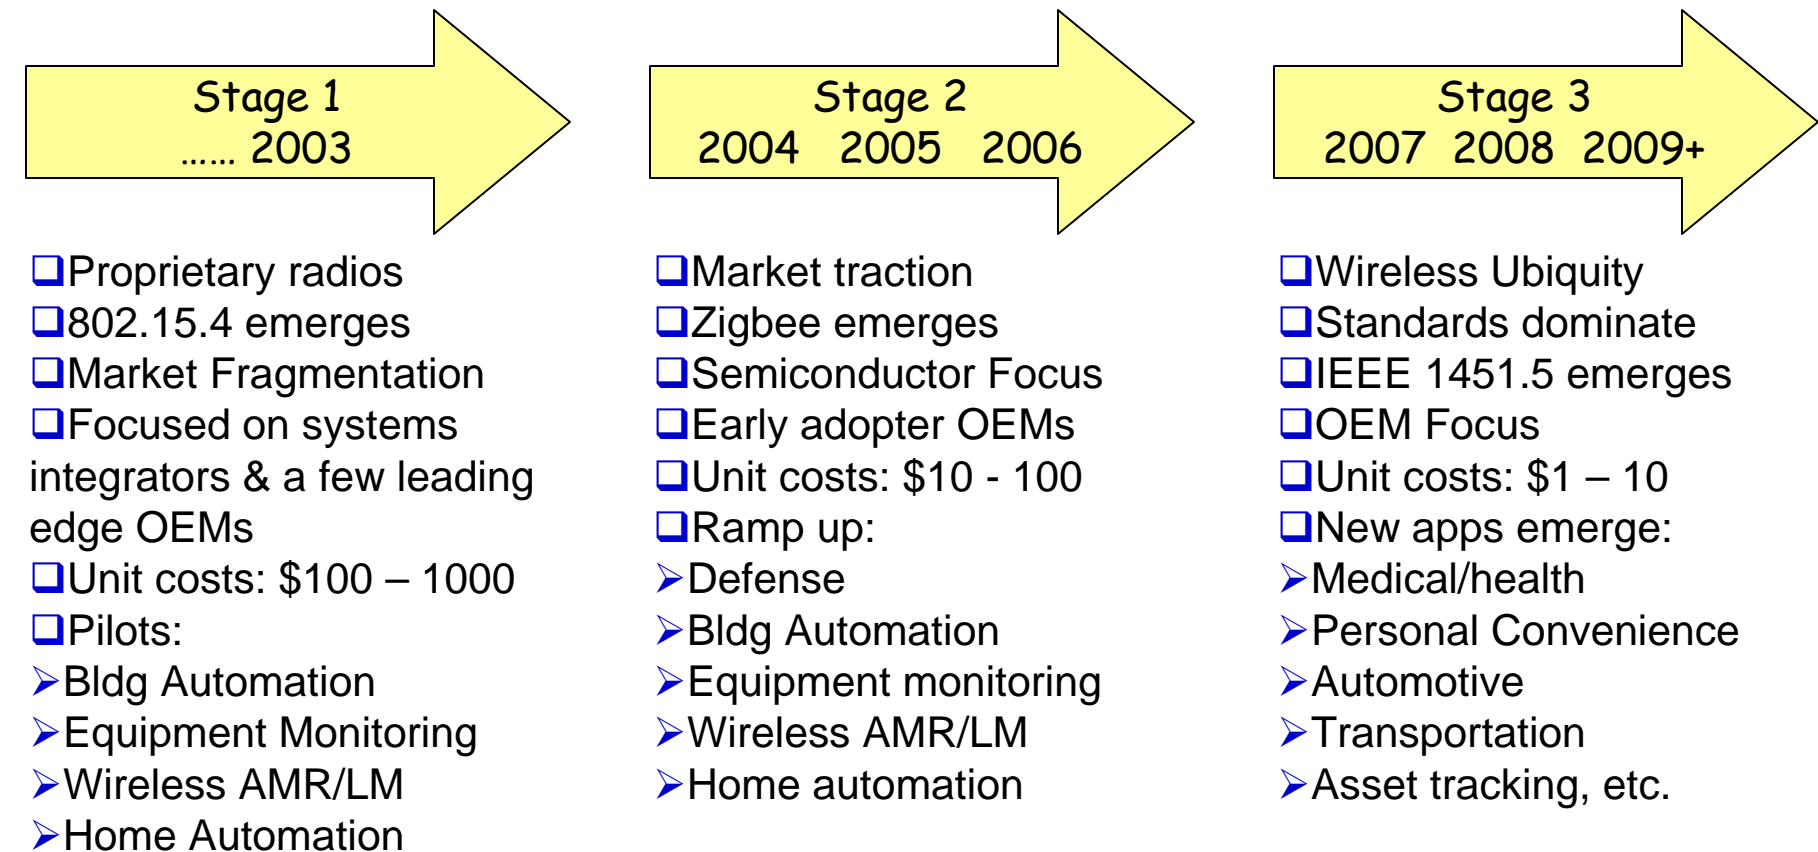 Stage 1
...... 2003
❑Proprietary radios
❑802.15.4 emerges
❑Market Fragmentation
❑Focused on systems
integrators & a few leading
edge OEMs
❑Unit costs: $100 – 1000
❑Pilots:
➢Bldg Automation
➢Equipment Monitoring
➢Wireless AMR/LM
➢Home Automation
Stage 2
2004 2005 2006
❑Market traction
❑Zigbee emerges
❑Semiconductor Focus
❑Early adopter OEMs
❑Unit costs: $10 - 100
❑Ramp up:
➢Defense
➢Bldg Automation
➢Equipment monitoring
➢Wireless AMR/LM
➢Home automation
Stage 3
2007 2008 2009+
❑Wireless Ubiquity
❑Standards dominate
❑IEEE 1451.5 emerges
❑OEM Focus
❑Unit costs: $1 – 10
❑New apps emerge:
➢Medical/health
➢Personal Convenience
➢Automotive
➢Transportation
➢Asset tracking, etc.